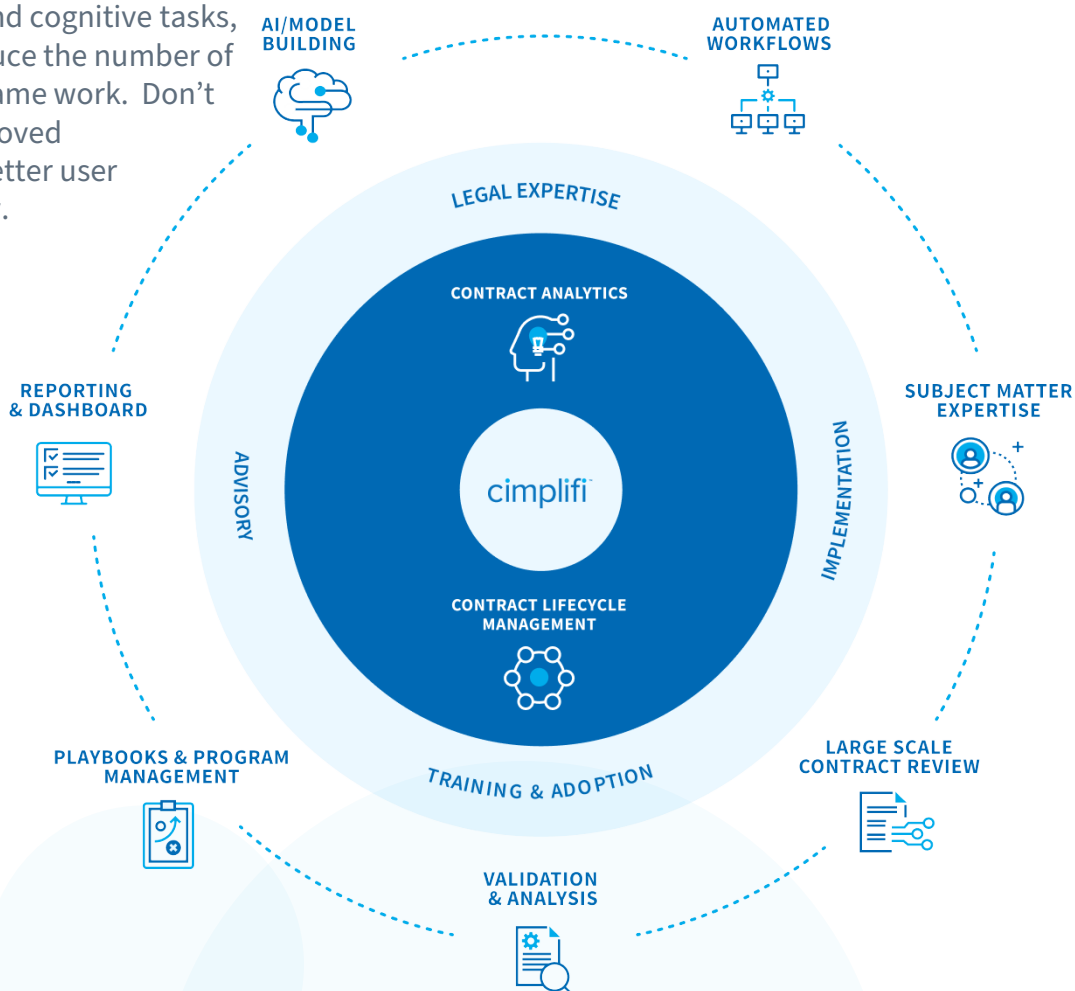 nd cognitive tasks,
uce the number of
ame work.  Don’t
oved
etter user
.
AI/MODEL
BUILDING
AUTOMATED
WORKFLOWS
LEGAL EXPERTISE
CONTRACT ANALYTICS
REPORTING
& DASHBOARD
SUBJECT MATTER
EXPERTISE
ADVISORY
cimplifi™
IMPLEMENTATION
CONTRACT LIFECYCLE
MANAGEMENT
PLAYBOOKS & PROGRAM
MANAGEMENT
LARGE SCALE
CONTRACT REVIEW
TRAINING & ADOPTION
VALIDATION
& ANALYSIS